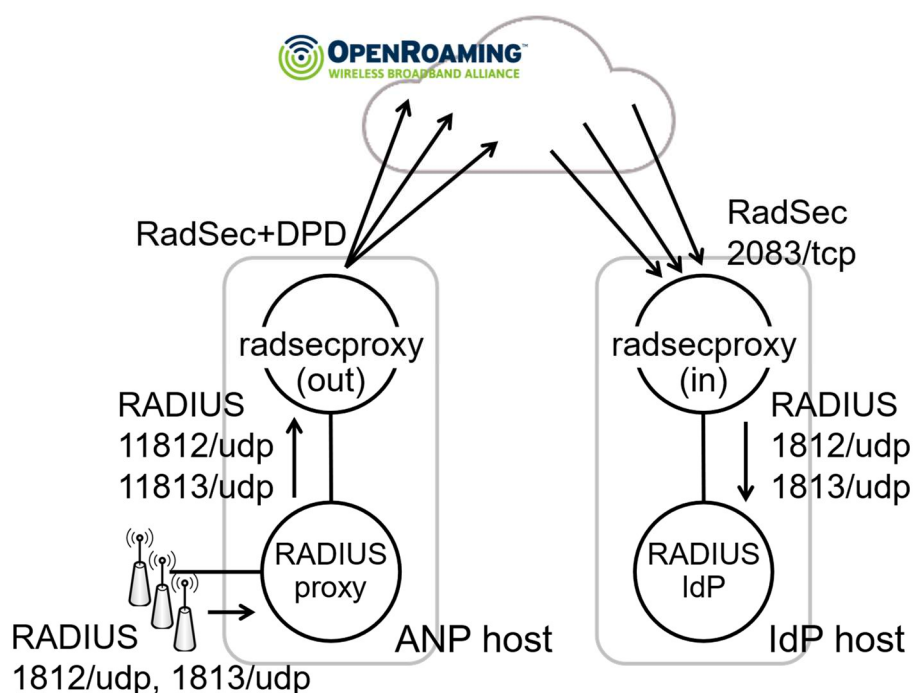 OPENROAMING™
WIRELESS BROADBAND ALLIANCE
RadSec+DPD
RadSec
2083/tcp
radsecproxy
(out)
radsecproxy
(in)
RADIUS
11812/udp
11813/udp
RADIUS
1812/udp
1813/udp
RADIUS
proxy
RADIUS
IdP
RADIUS
1812/udp, 1813/udp
ANP host
IdP host